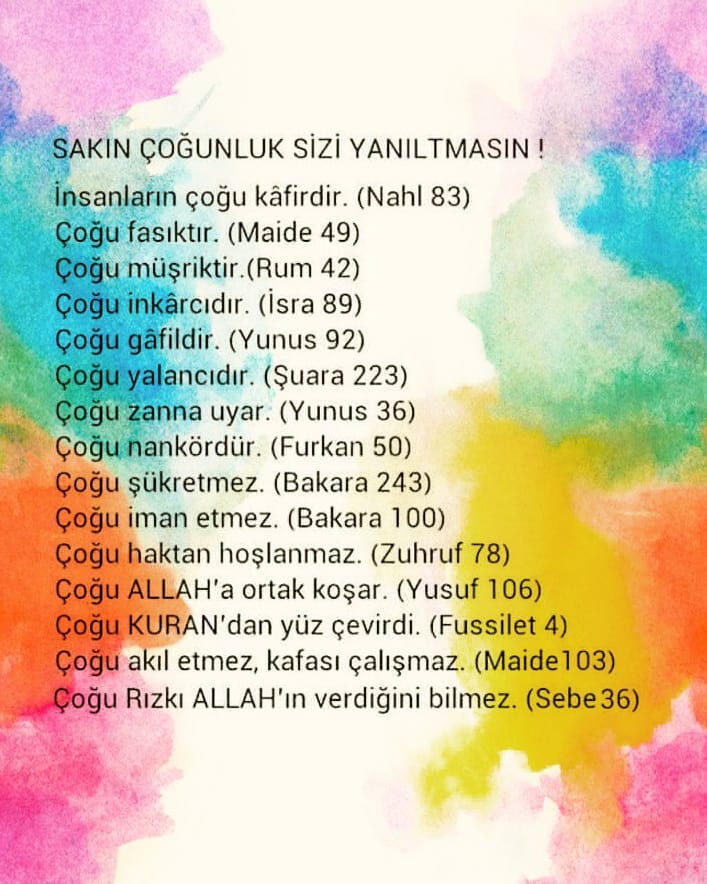 SAKIN ÇOĞUNLUK SİZİ YANILTMASIN !
İnsanların çoğu kâfirdir. (Nahl 83)
Çoğu fasıktır. (Maide 49)
Çoğu müşriktir.(Rum 42)
Çoğu inkârcıdır. (İsra 89)
Çoğu gâfildir. (Yunus 92)
Çoğu yalancıdır. (Şuara 223)
Çoğu zanna uyar. (Yunus 36)
Çoğu nankördür. (Furkan 50)
Çoğu şükretmez. (Bakara 243)
Çoğu iman etmez. (Bakara 100)
Çoğu haktan hoşlanmaz. (Zuhruf 78)
Çoğu ALLAH'a ortak koşar. (Yusuf 106)
Çoğu KURAN'dan yüz çevirdi. (Fussilet 4)
Çoğu akıl etmez, kafası çalışmaz. (Maide103)
Çoğu Rızkı ALLAH'ın verdiğini bilmez. (Sebe36)